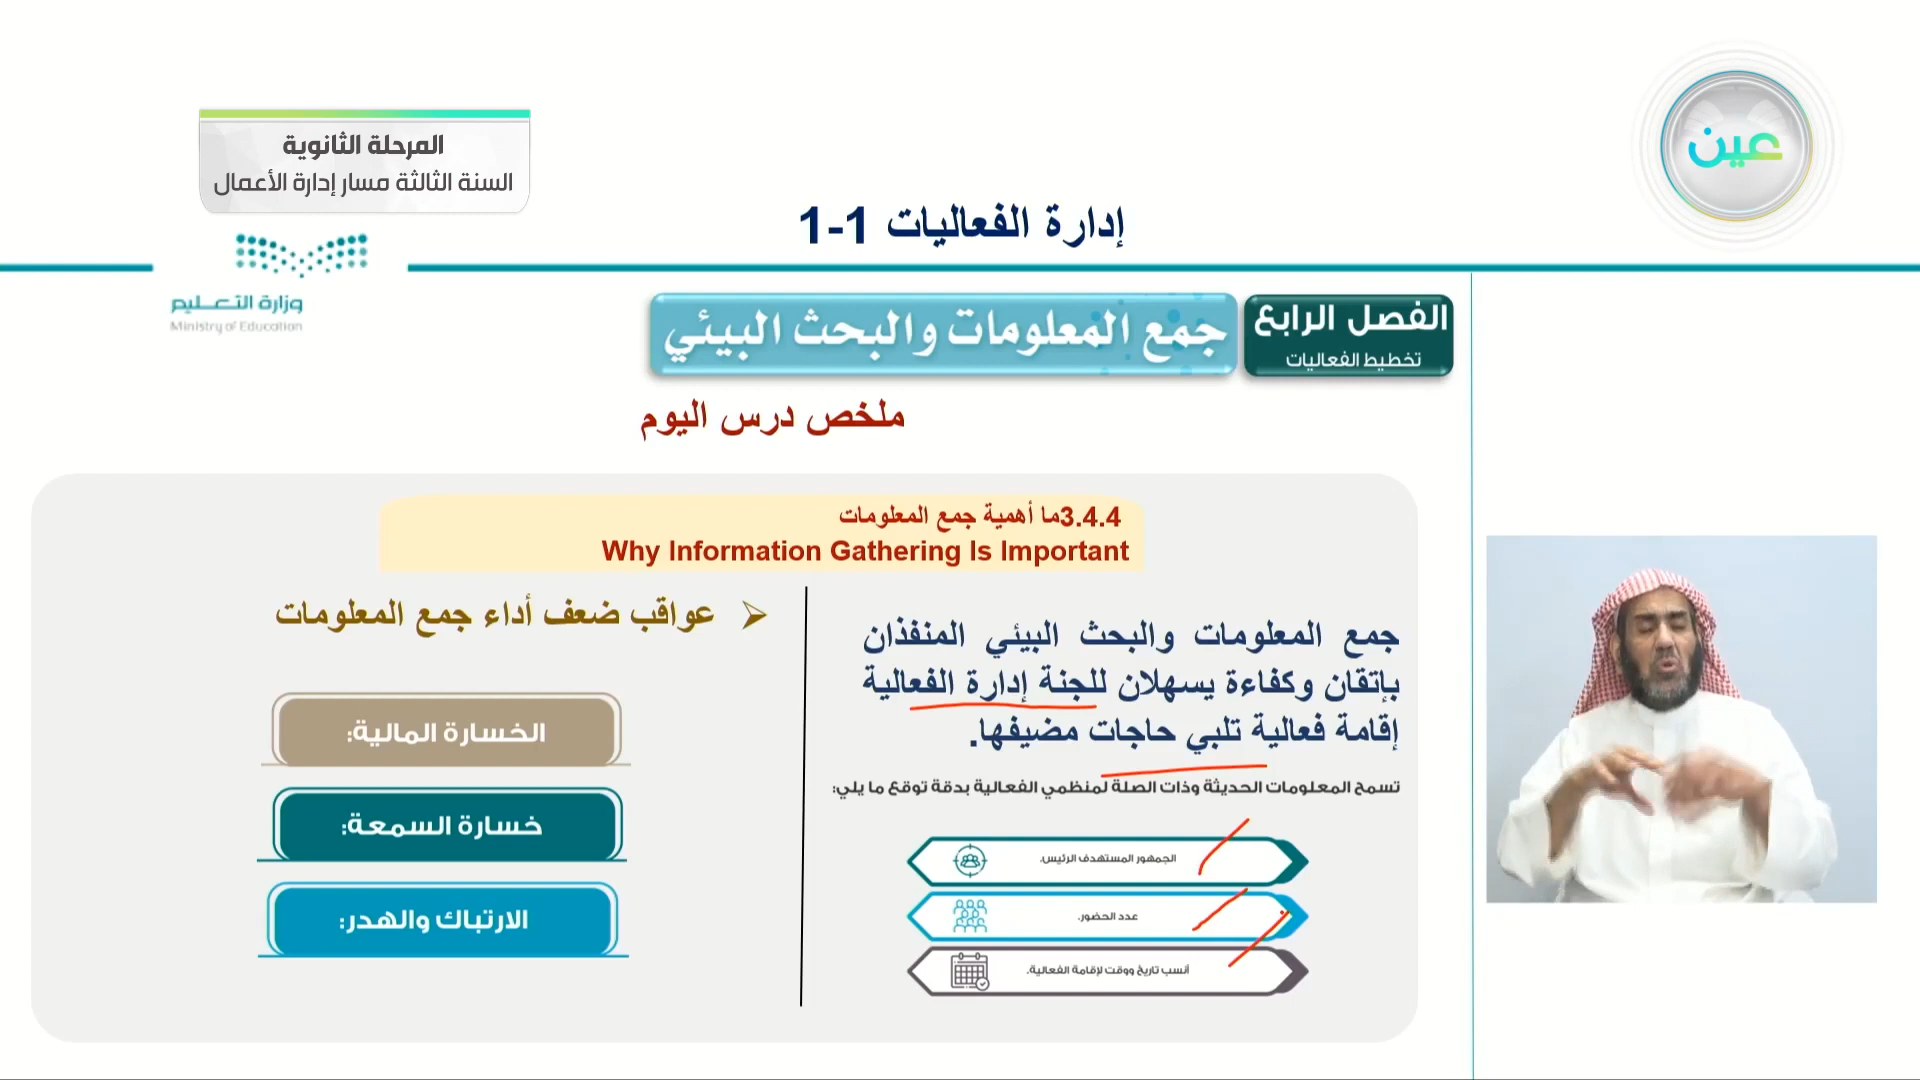 المرحلة الثانوية
السنة الثالثة مسار إدارة الأعمال
عين
إدارة الفعاليات 1-1
وزارة التعليم
Ministry of Education
الفصل الرابع
تخطيط الفعاليات
جمع المعلومات والبحث البيئي
ملخص درس اليوم
3.4.4ما أهمية جمع المعلومات
Why Information Gathering Is Important
جمع المعلومات والبحث البيئي المنفذان
بإتقان وكفاءة يسهلان للجنة إدارة الفعالية
إقامة فعالية تلبي حاجات مضيفها.
تسمح المعلومات الحديثة وذات الصلة لمنظمي الفعالية بدقة توقع ما يلي:
الجمهور المستهدف الرئيس.
عدد الحضور.
أنسب تاريخ ووقت لإقامة الفعالية.
عواقب ضعف أداء جمع المعلومات
الخسارة المالية:
خسارة السمعة:
الارتباك والهدر: